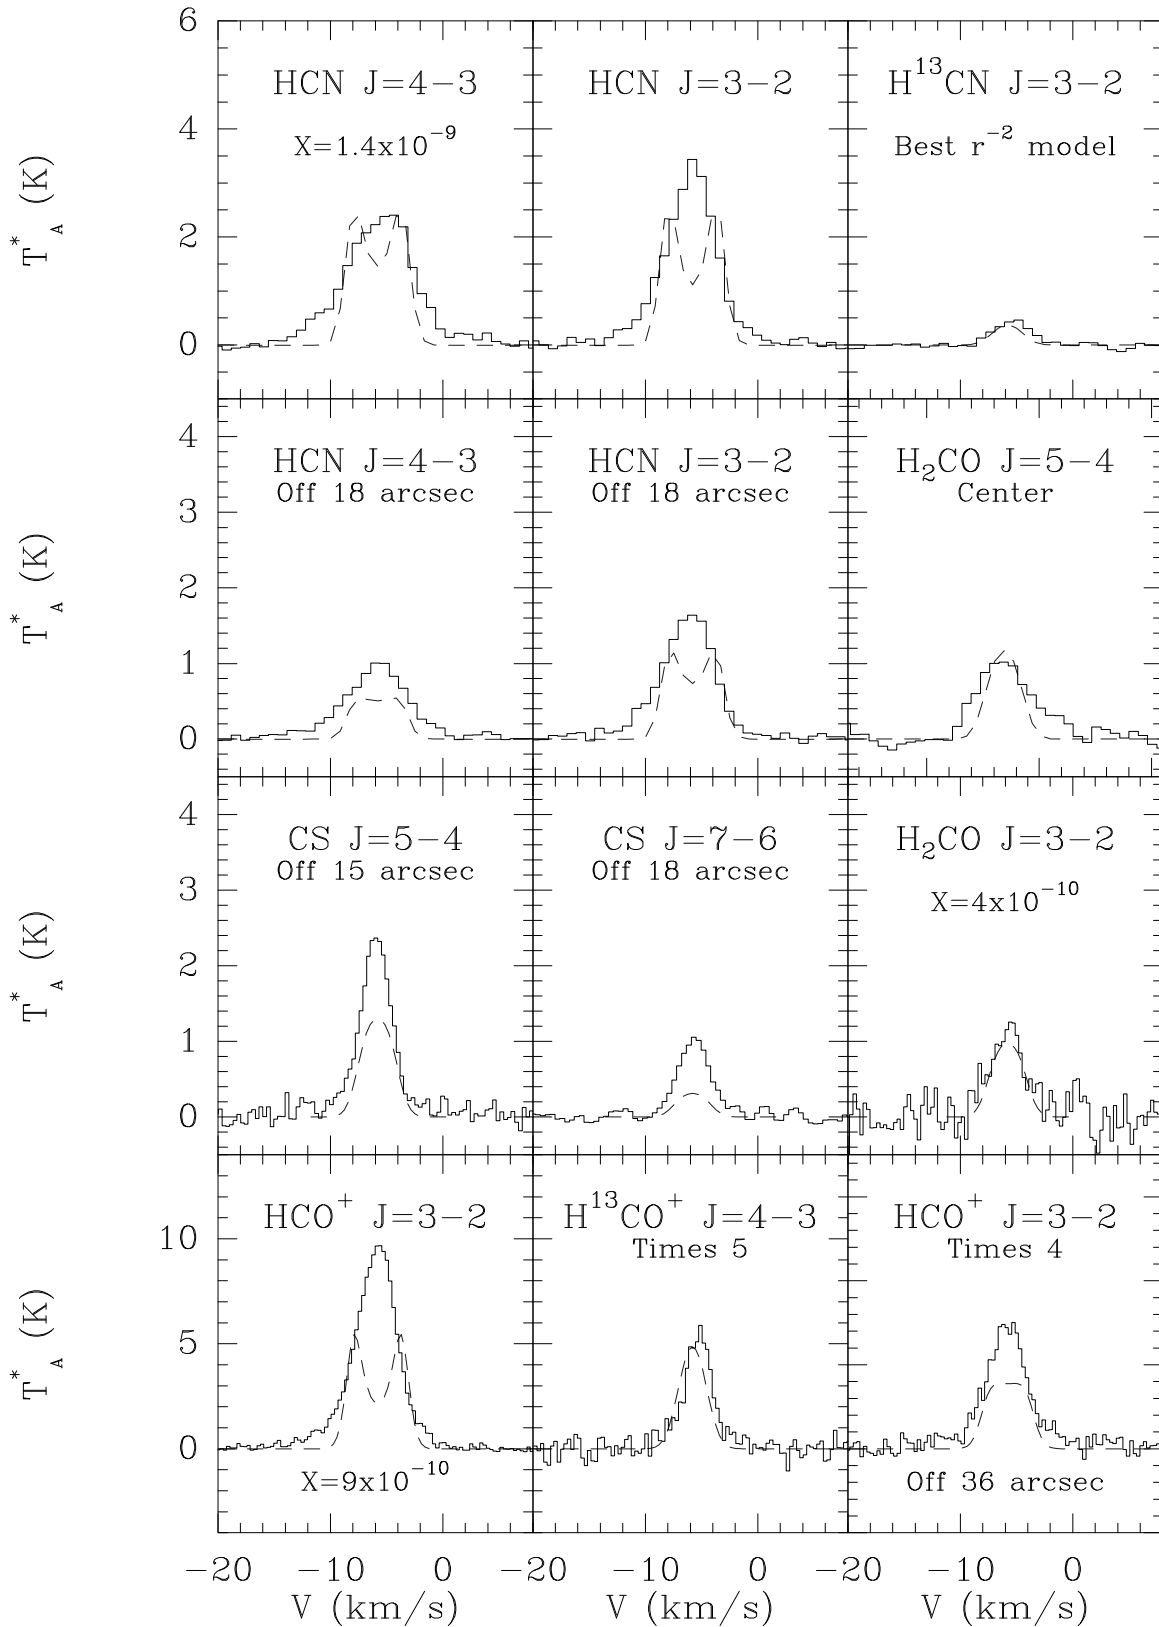 6
4
2
0
T*A (K)
HCN J=4−3
X=1.4x10−9
HCN J=3−2
H13CN J=3−2
Best r−2 model
4
3
2
1
0
T*A (K)
HCN J=4−3
Off 18 arcsec
HCN J=3−2
Off 18 arcsec
H2CO J=5−4
Center
4
3
2
1
0
T*A (K)
CS J=5−4
Off 15 arcsec
CS J=7−6
Off 18 arcsec
H2CO J=3−2
X=4x10−10
10
5
0
T*A (K)
HCO+ J=3−2
X=9x10−10
H13CO+ J=4−3
Times 5
HCO+ J=3−2
Times 4
Off 36 arcsec
−20 −10 0 −20 −10 0 −20 −10 0
V (km/s) V (km/s) V (km/s)